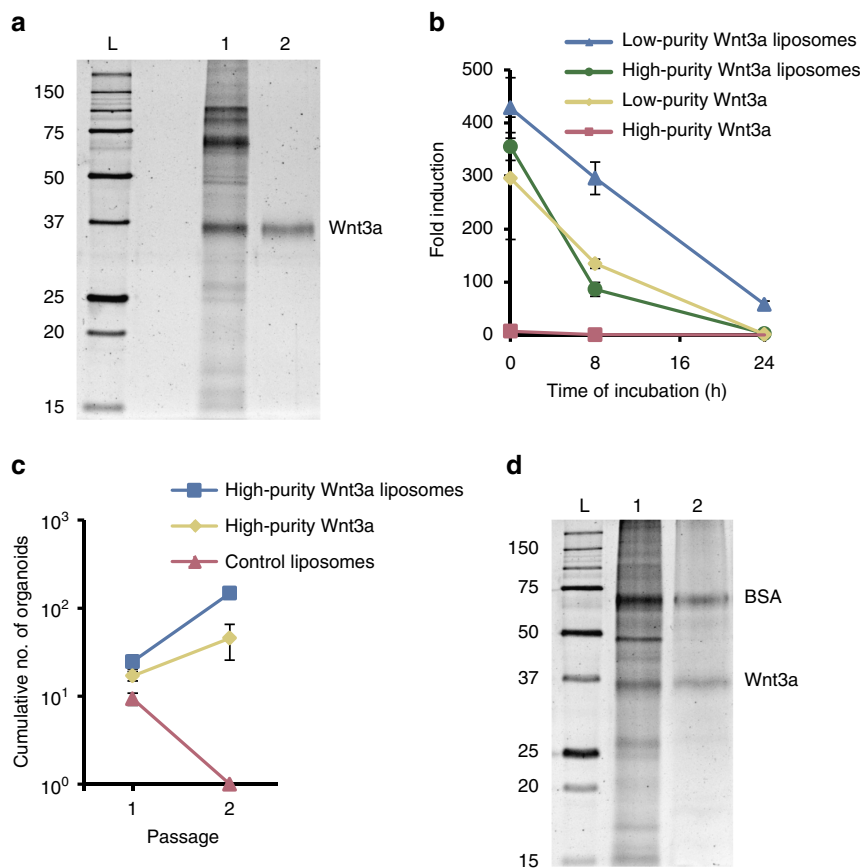 a
L 1 2
150
75
50
37
25
20
15
Wnt3a
b
Low-purity Wnt3a liposomes
High-purity Wnt3a liposomes
Low-purity Wnt3a
High-purity Wnt3a
500
400
300
200
100
0
Fold induction
0 8 16 24
Time of incubation (h)
c
High-purity Wnt3a liposomes
High-purity Wnt3a
Control liposomes
10³
10²
10¹
10⁰
Cumulative no. of organoids
1 2
Passage
d
L 1 2
150
75
50
37
25
20
15
BSA
Wnt3a